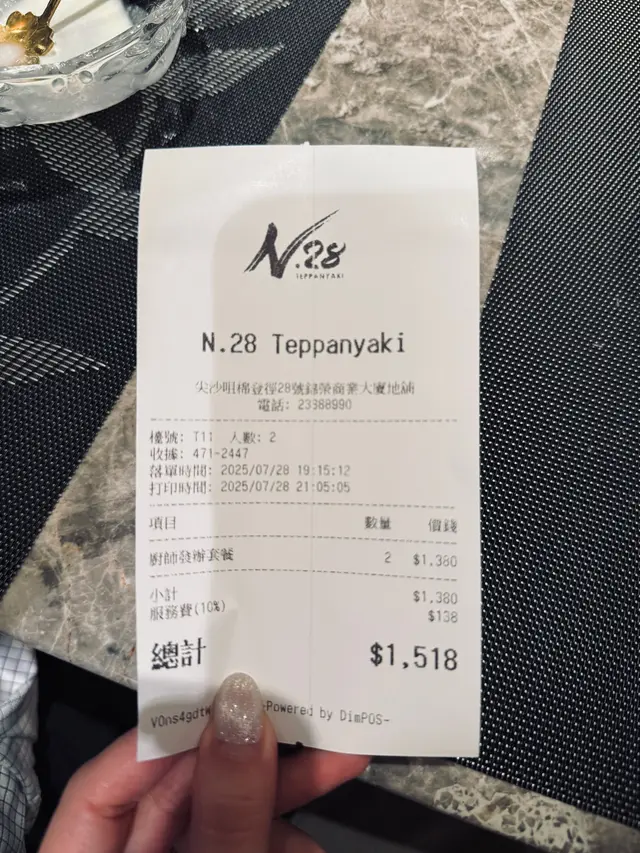 N.28
TEPPANYAKI
N.28 Teppanyaki
尖沙咀棉登徑28號錦榮商業大廈地舖
電話: 23388990
檯號: T11 人數: 2
收據: 471-2447
落單時間: 2025/07/28 19:15:12
打印時間: 2025/07/28 21:05:05
項目 數量 價錢
廚師發辦套餐 2 $1,380
小計 $1,380
服務費(10%) $138
總計 $1,518
-Powered by DimPOS-